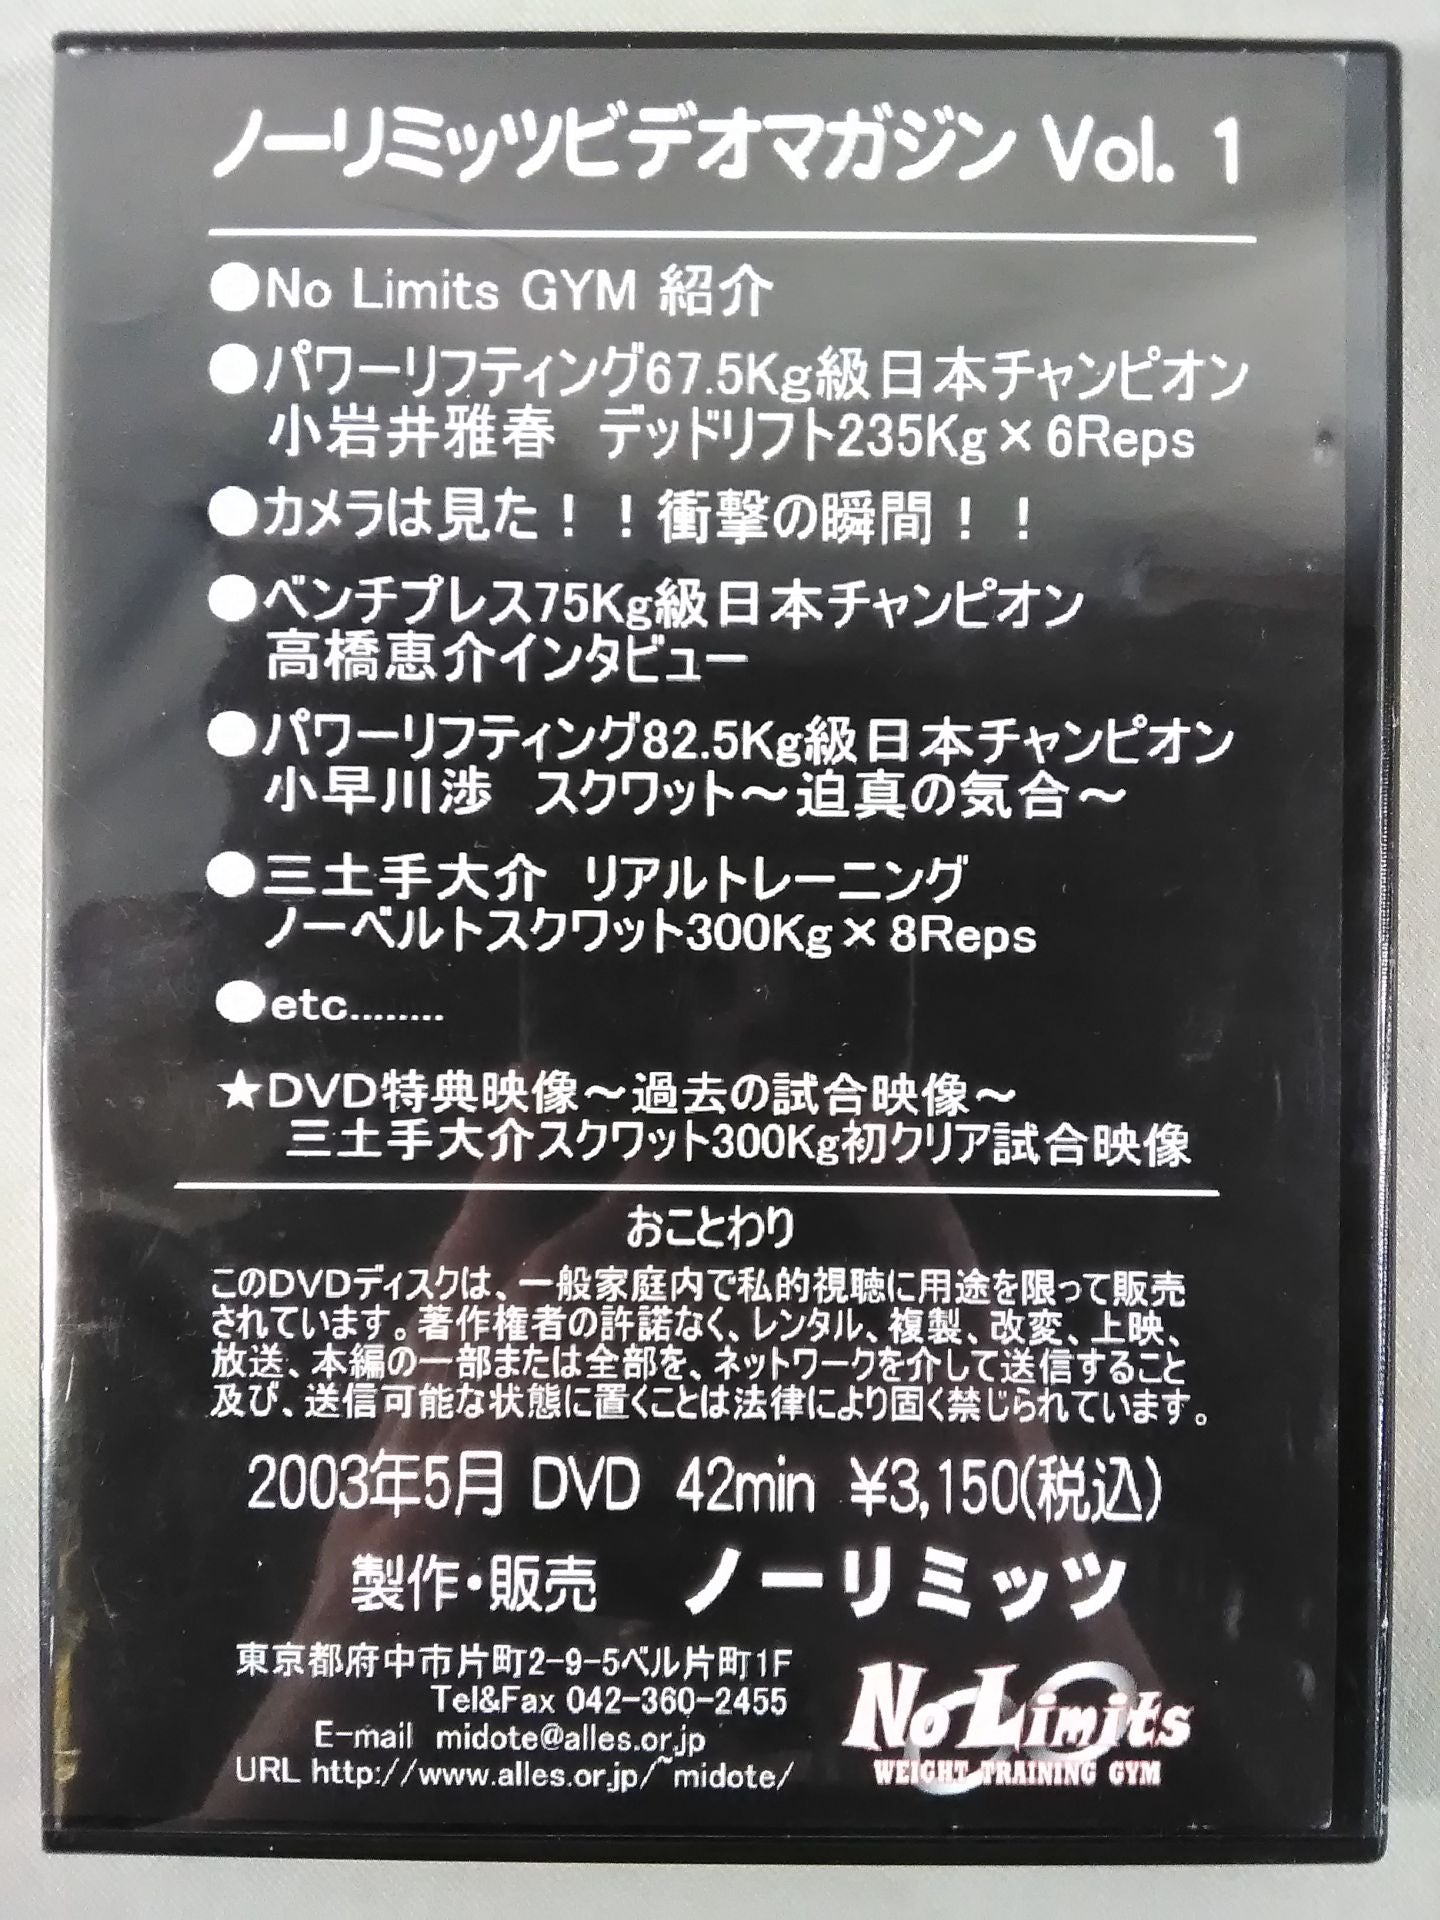 ノーリミッツビデオマガジン Vol. 1
●No Limits GYM 紹介
●パワーリフティング67.5Kg級日本チャンピオン
小岩井雅春 デッドリフト235Kg×6Reps
●カメラは見た！！衝撃の瞬間！！
●ベンチプレス75Kg級日本チャンピオン
高橋恵介インタビュー
●パワーリフティング82.5Kg級日本チャンピオン
小早川渉 スクワット～迫真の気合～
●三土手大介 リアルトレーニング
ノーベルトスクワット300Kg×8Reps
●etc........
★DVD特典映像～過去の試合映像～
三土手大介スクワット300Kg初クリア試合映像
おことわり
このDVDディスクは、一般家庭内で私的視聴に用途を限って販売
されています。著作権者の許諾なく、レンタル、複製、改変、上映、
放送、本編の一部または全部を、ネットワークを介して送信すること
及び、送信可能な状態に置くことは法律により固く禁じられています。
2003年5月 DVD 42min ¥3,150(税込)
製作・販売 ノーリミッツ
東京都府中市片町2-9-5ベル片町1F
Tel&Fax 042-360-2455
E-mail midote@alles.or.jp
URL http://www.alles.or.jp/~midote/
No Limits
WEIGHT TRAINING GYM